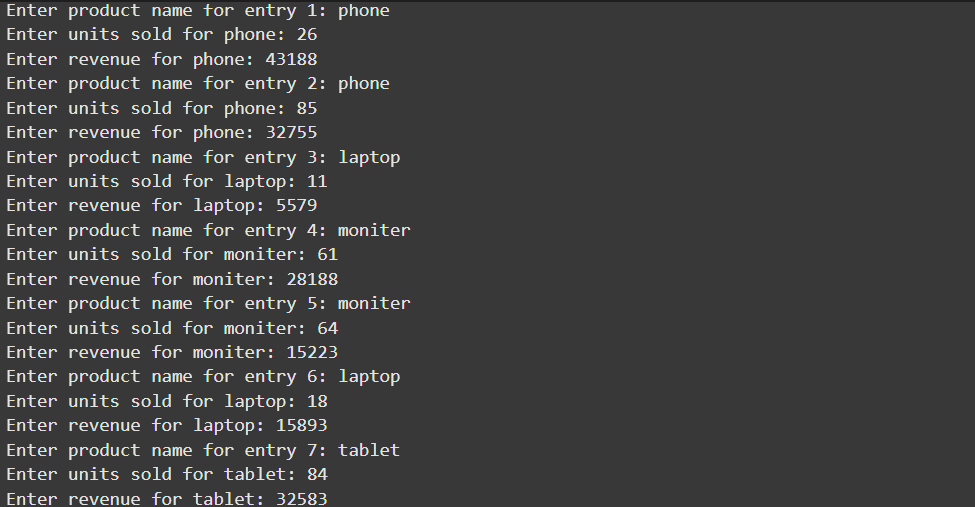 Enter product name for entry 1: phone
Enter units sold for phone: 26
Enter revenue for phone: 43188
Enter product name for entry 2: phone
Enter units sold for phone: 85
Enter revenue for phone: 32755
Enter product name for entry 3: laptop
Enter units sold for laptop: 11
Enter revenue for laptop: 5579
Enter product name for entry 4: moniter
Enter units sold for moniter: 61
Enter revenue for moniter: 28188
Enter product name for entry 5: moniter
Enter units sold for moniter: 64
Enter revenue for moniter: 15223
Enter product name for entry 6: laptop
Enter units sold for laptop: 18
Enter revenue for laptop: 15893
Enter product name for entry 7: tablet
Enter units sold for tablet: 84
Enter revenue for tablet: 32583